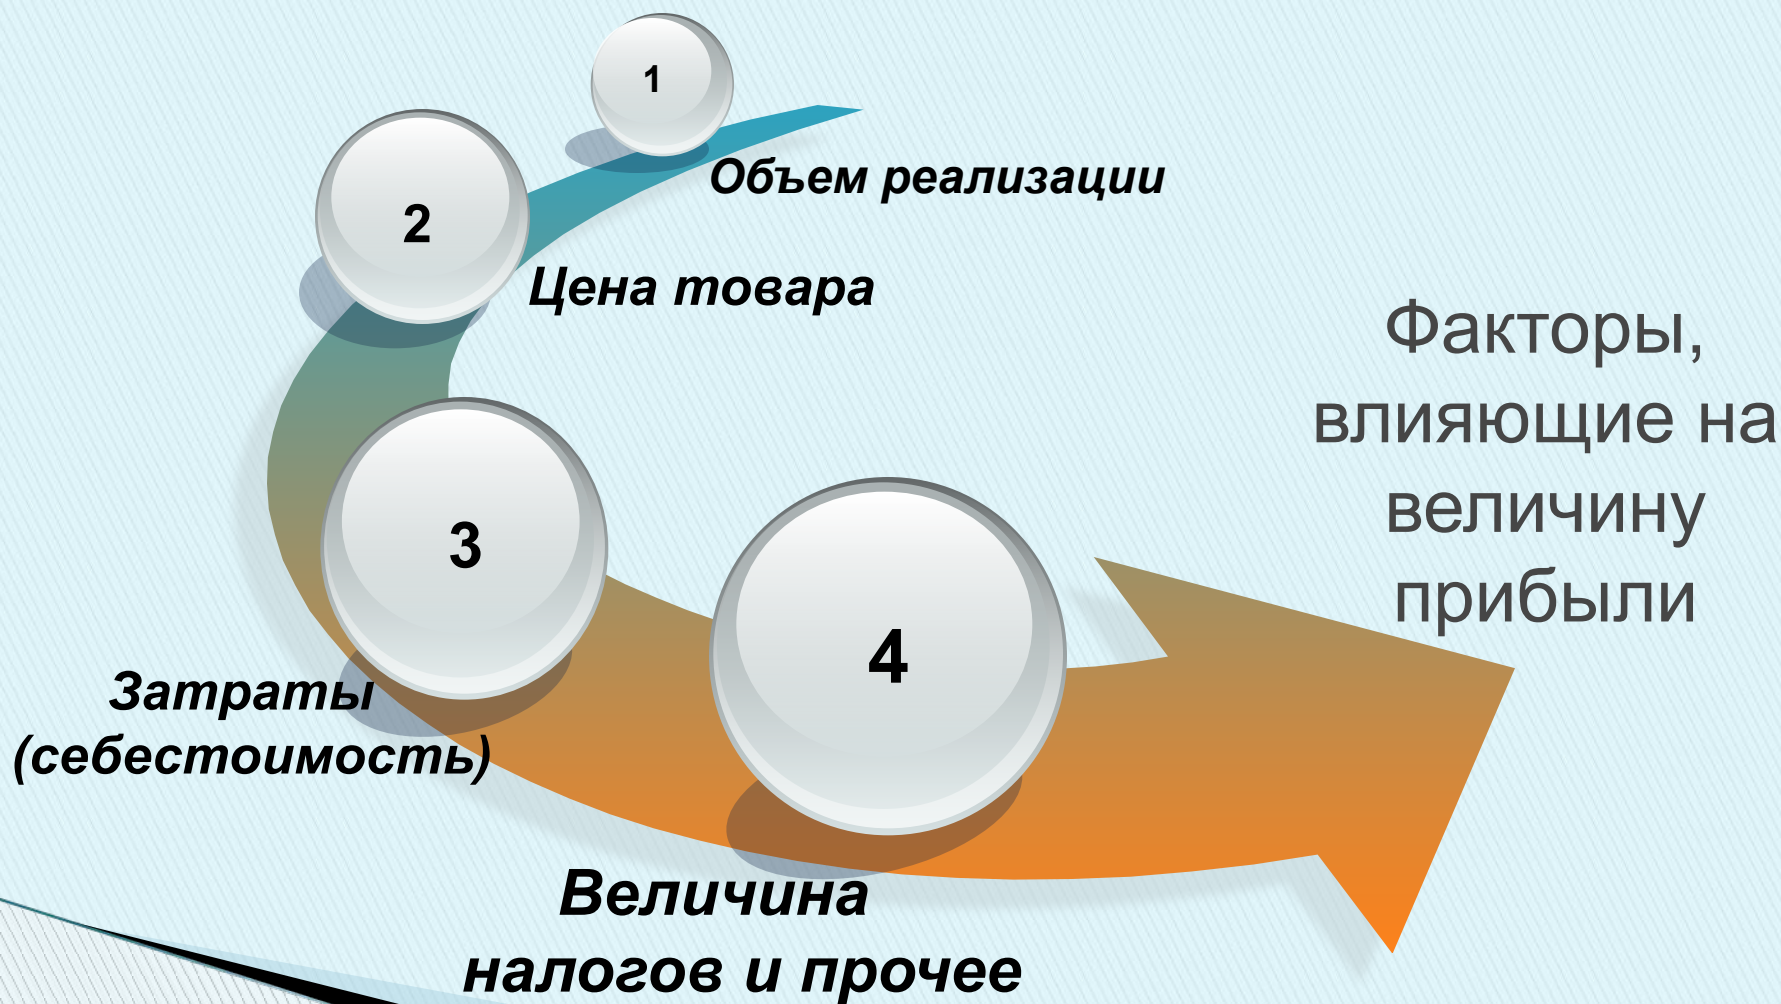 1
Объем реализации
2
Цена товара
Факторы,
влияющие на
величину
прибыли
3
Затраты
(себестоимость)
4
Величина
налогов и прочее